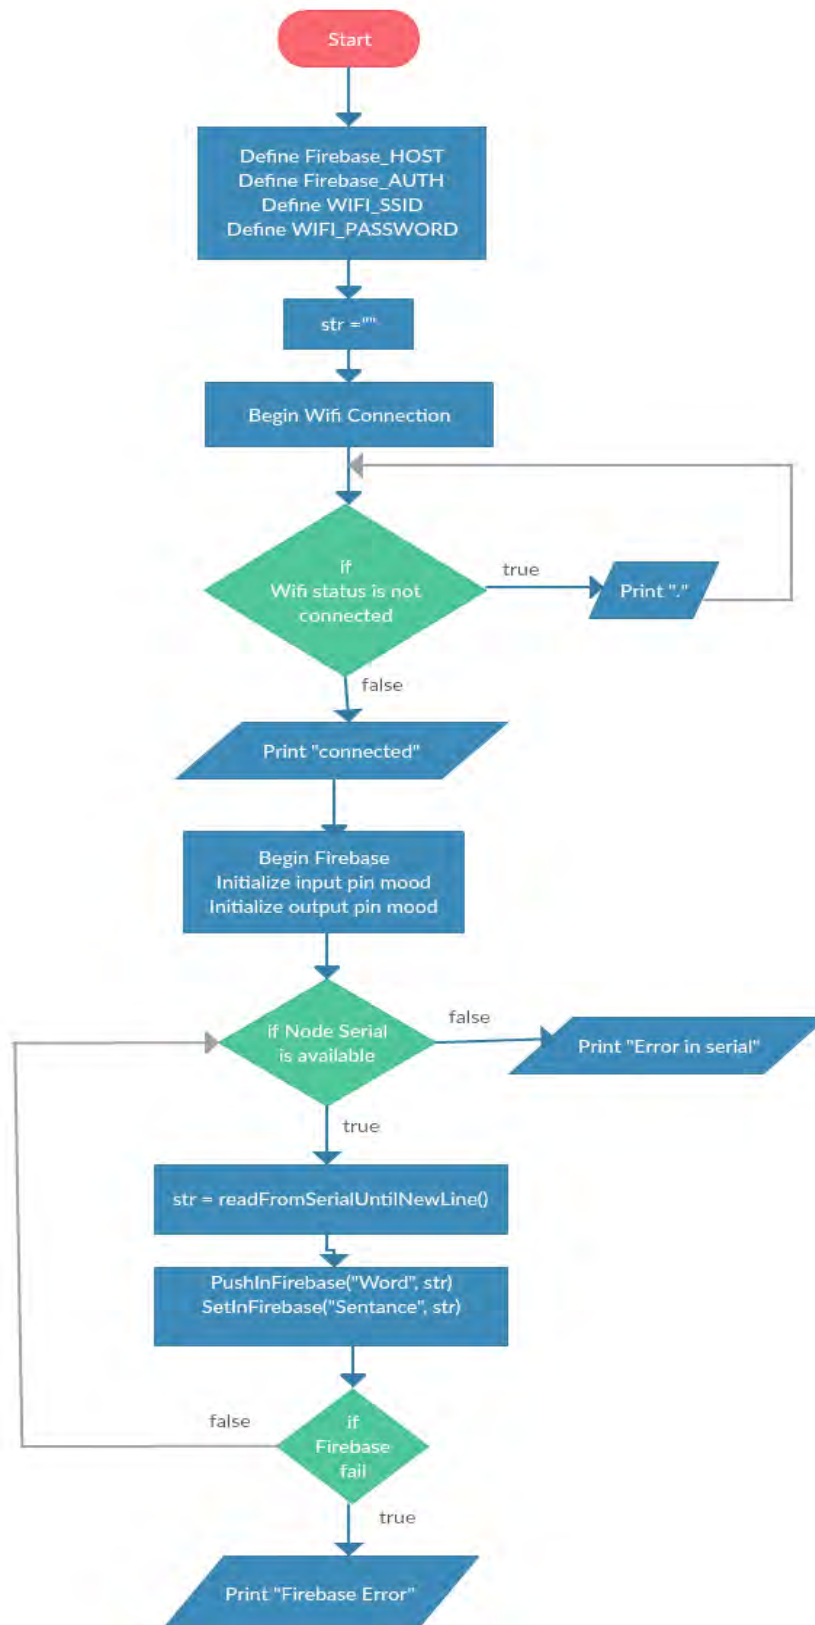 Start
Define Firebase_HOST
Define Firebase_AUTH
Define WIFI_SSID
Define WIFI_PASSWORD
str =""
Begin Wifi Connection
if
Wifi status is not
connected
true
Print "."
false
Print "connected"
Begin Firebase
Initialize input pin mood
Initialize output pin mood
if Node Serial
is available
false
Print "Error in serial"
true
str = readFromSerialUntilNewLine()
PushInFirebase("Word", str)
SetInFirebase("Sentance", str)
false
if
Firebase
fail
true
Print "Firebase Error"